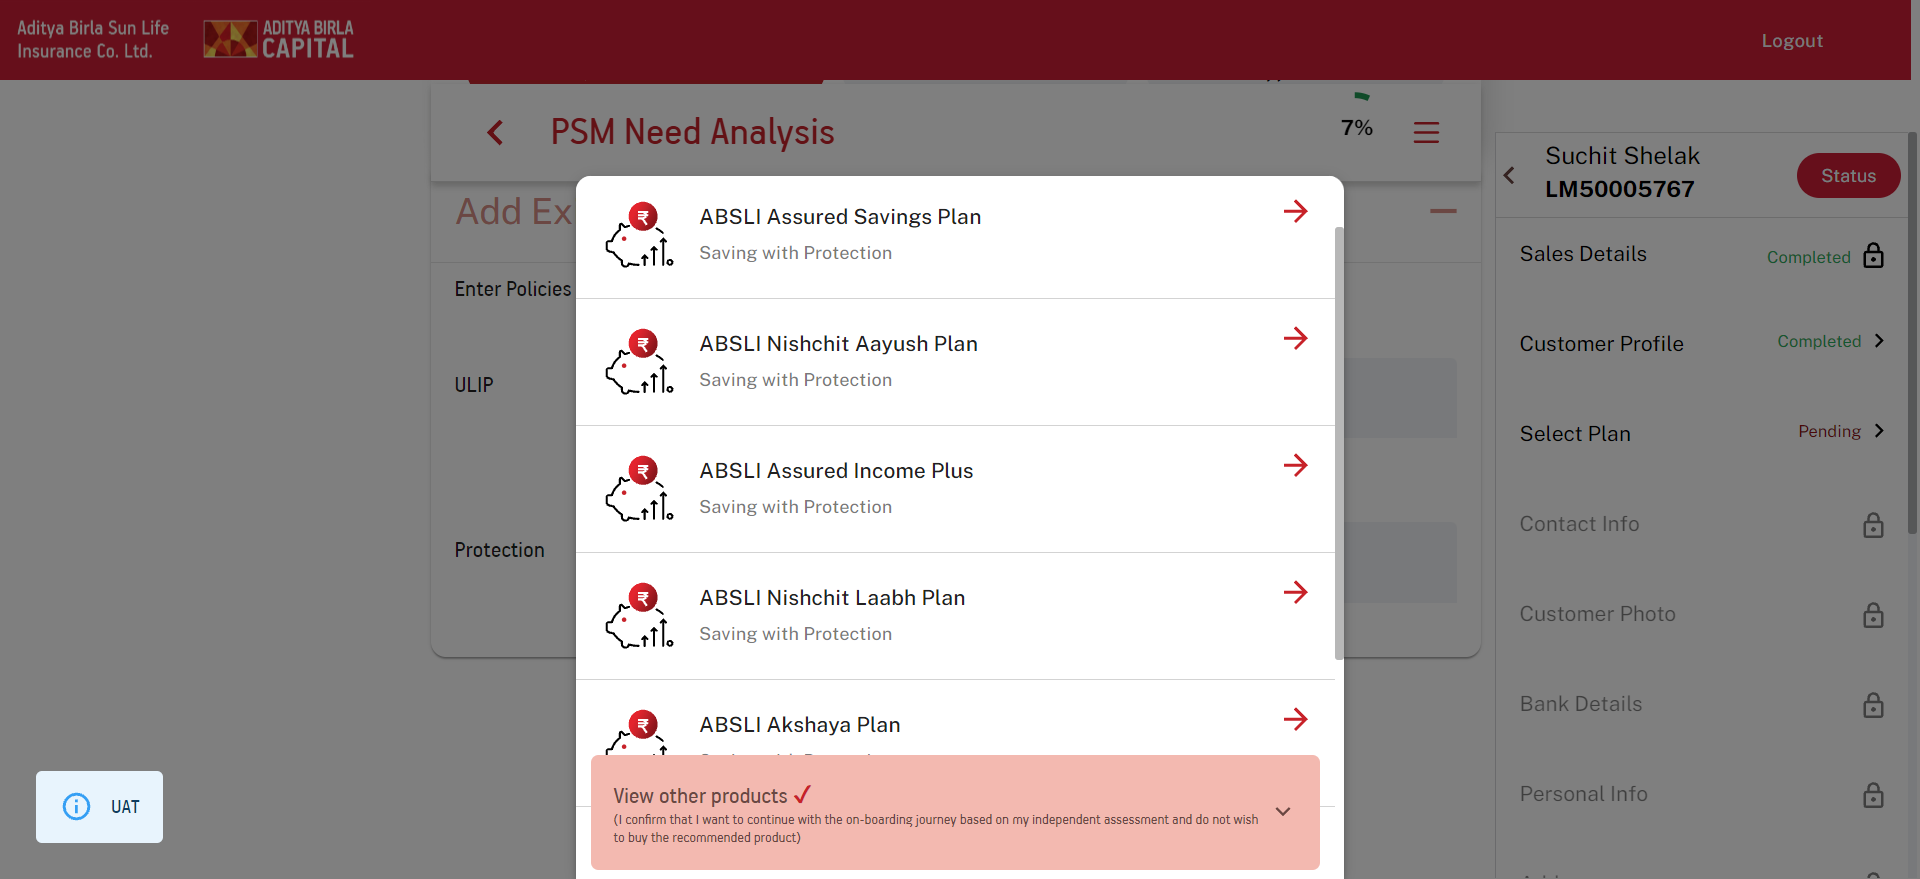 Aditya Birla Sun Life
Insurance Co. Ltd.
ADITYA BIRLA
CAPITAL
Logout
PSM Need Analysis
7%
Suchit Shelak
LM50005767
Status
Add Ex
Enter Policies
ULIP
Protection
ABSLI Assured Savings Plan
Saving with Protection
ABSLI Nishchit Aayush Plan
Saving with Protection
ABSLI Assured Income Plus
Saving with Protection
ABSLI Nishchit Laabh Plan
Saving with Protection
ABSLI Akshaya Plan
View other products
(I confirm that I want to continue with the on-boarding journey based on my independent assessment and do not wish
to buy the recommended product)
Sales Details
Completed
Customer Profile
Completed
Select Plan
Pending
Contact Info
Customer Photo
Bank Details
Personal Info
UAT